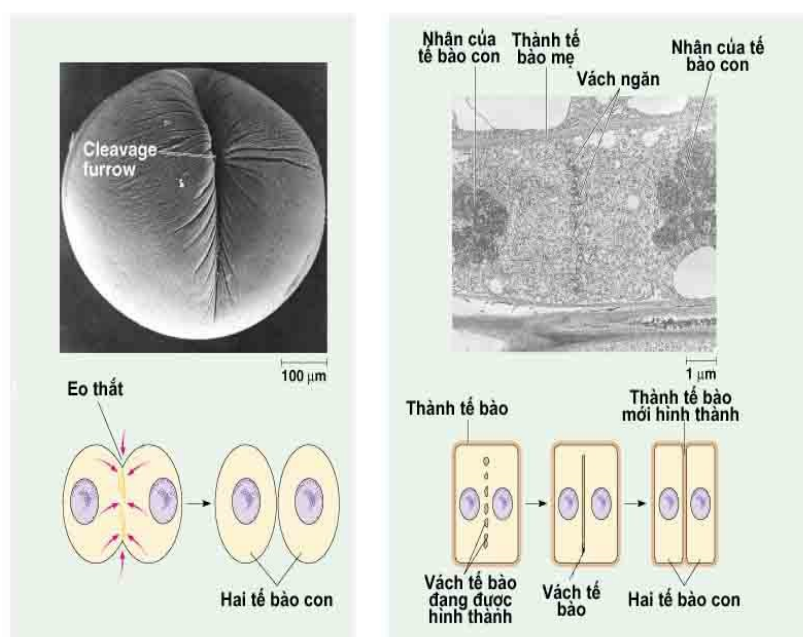 Cleavage
furrow
100 μm
Eo thắt
Hai tế bào con
Nhân của
tế bào con
Thành tế
bào mẹ
Vách ngăn
Nhân của tế
bào con
1 μm
Thành tế bào
Thành tế bào
mới hình thành
Vách tế bào
đang được
hình thành
Vách tế
bào
Hai tế bào con